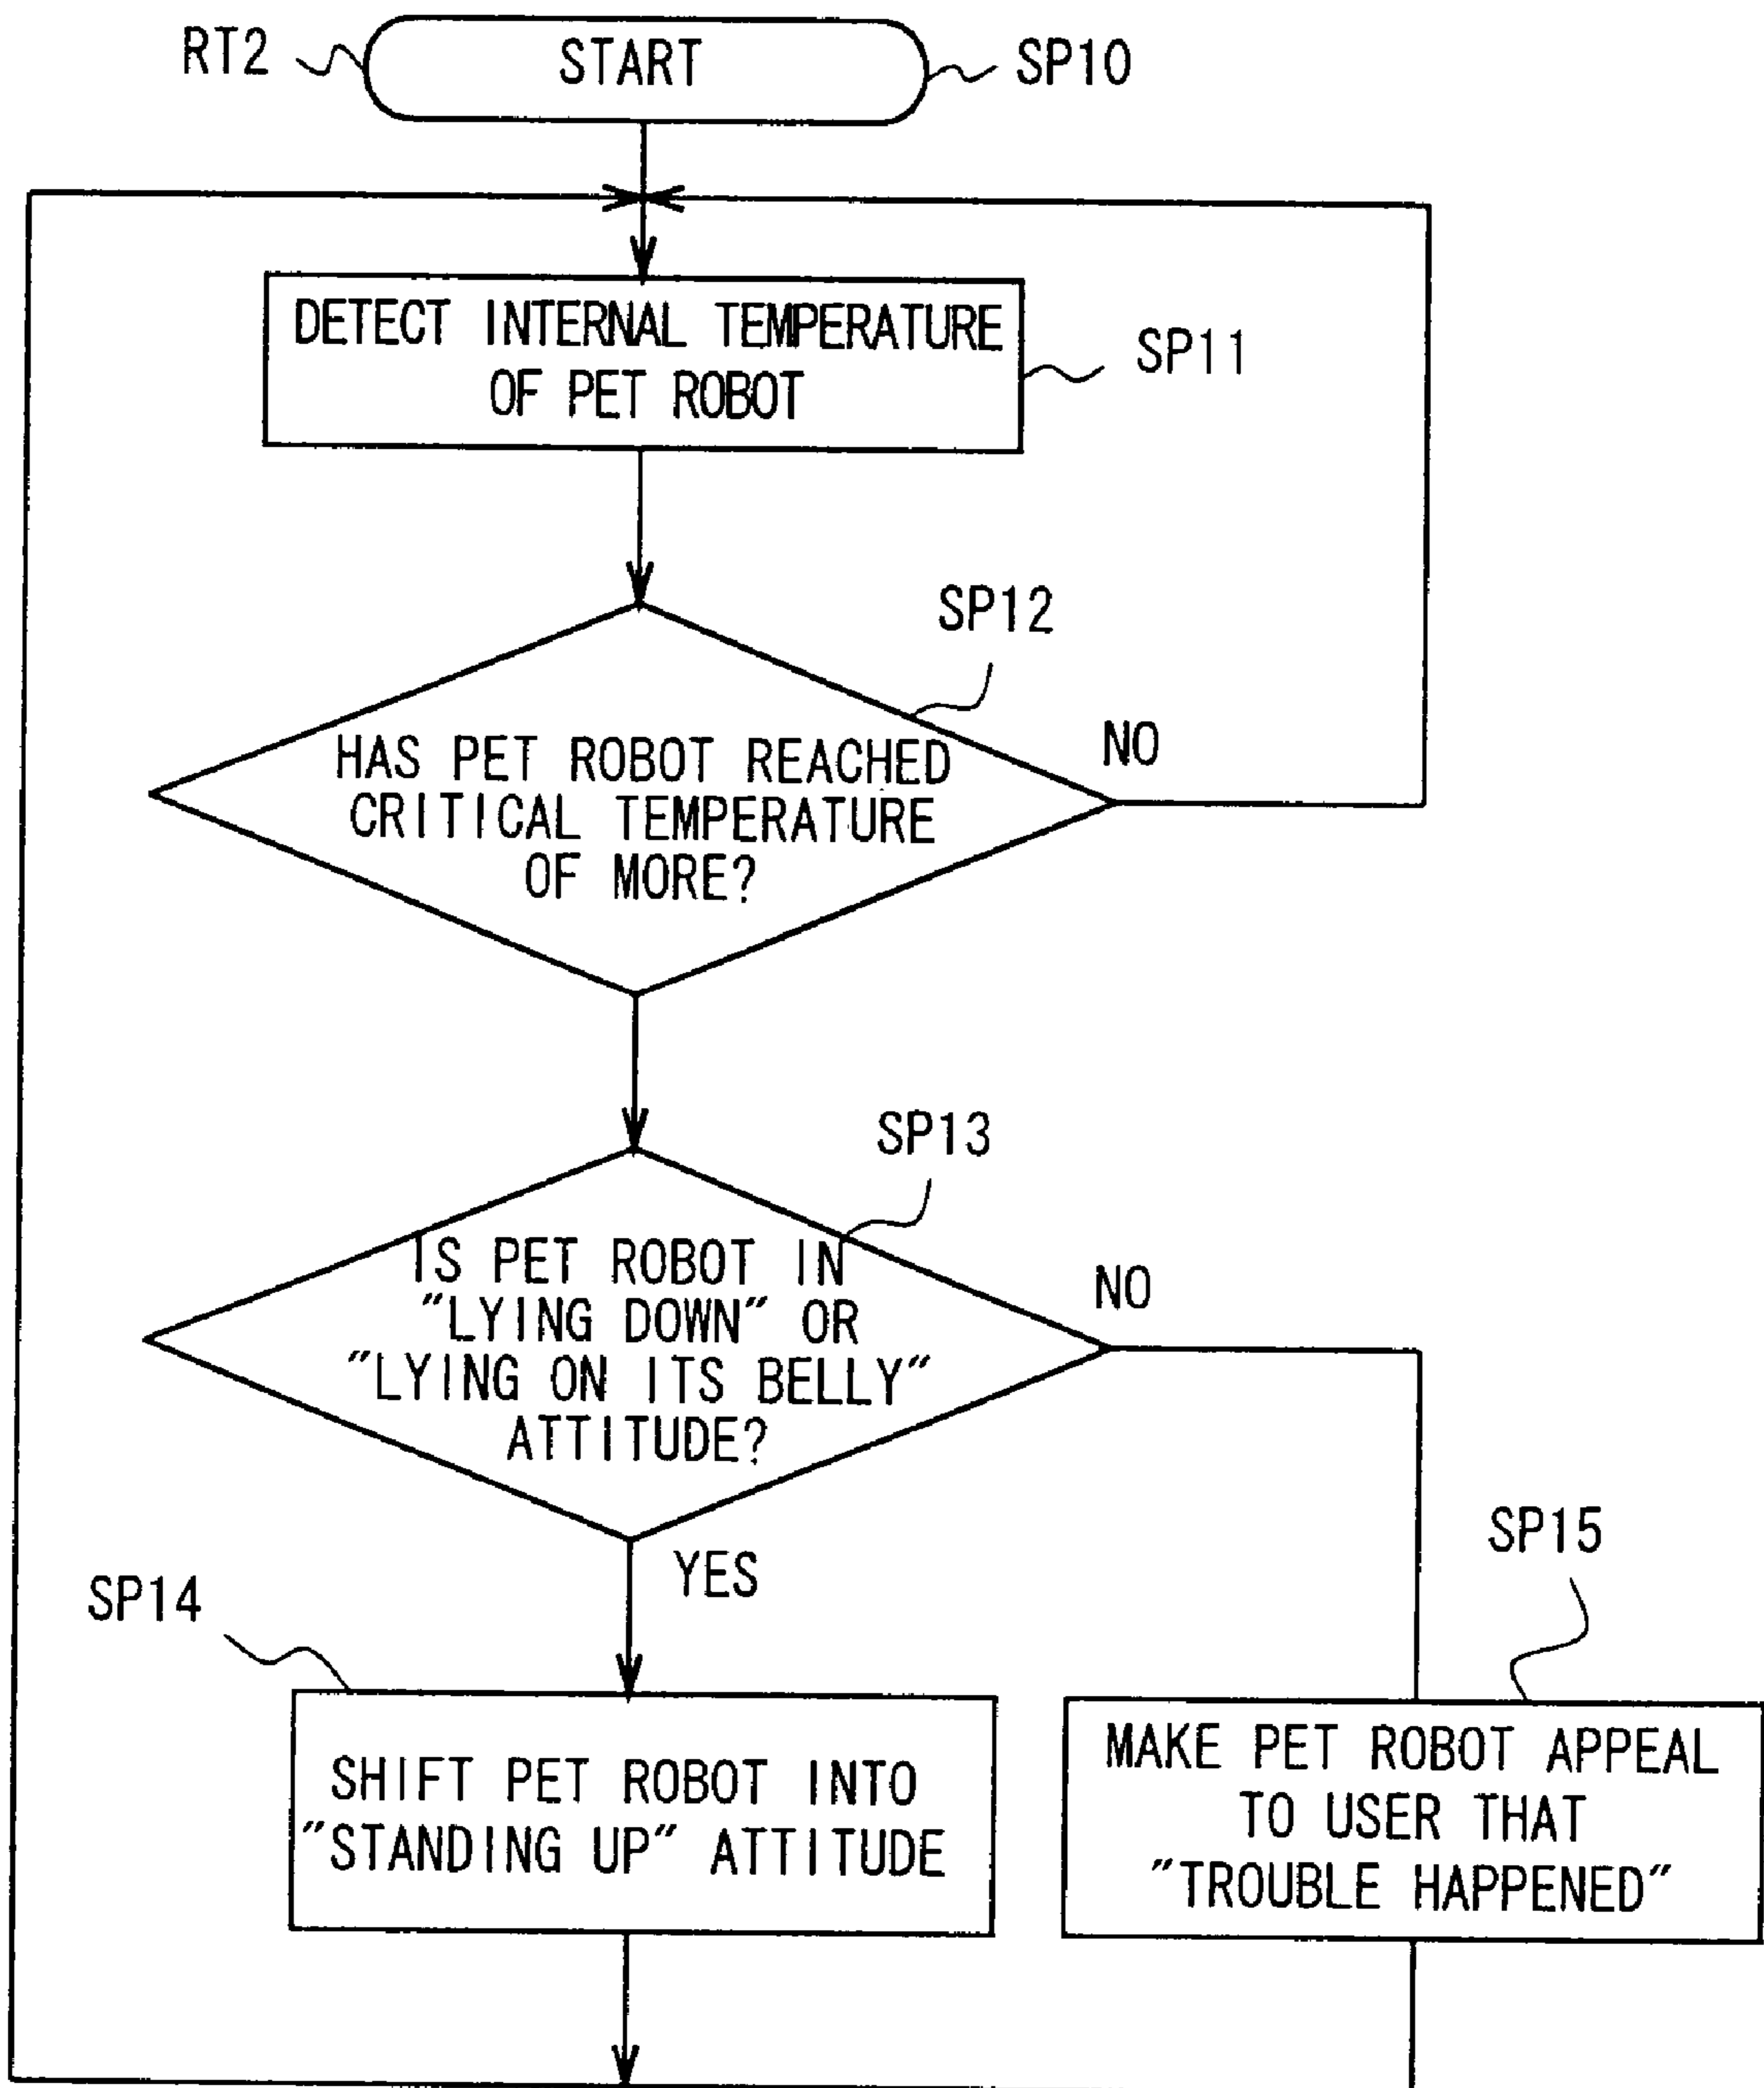 RT2
START
SP10
DETECT INTERNAL TEMPERATURE
OF PET ROBOT
SP11
SP12
HAS PET ROBOT REACHED
CRITICAL TEMPERATURE
OF MORE?
NO
SP13
IS PET ROBOT IN
"LYING DOWN" OR
"LYING ON ITS BELLY"
ATTITUDE?
NO
YES
SP14
SHIFT PET ROBOT INTO
"STANDING UP" ATTITUDE
SP15
MAKE PET ROBOT APPEAL
TO USER THAT
"TROUBLE HAPPENED"